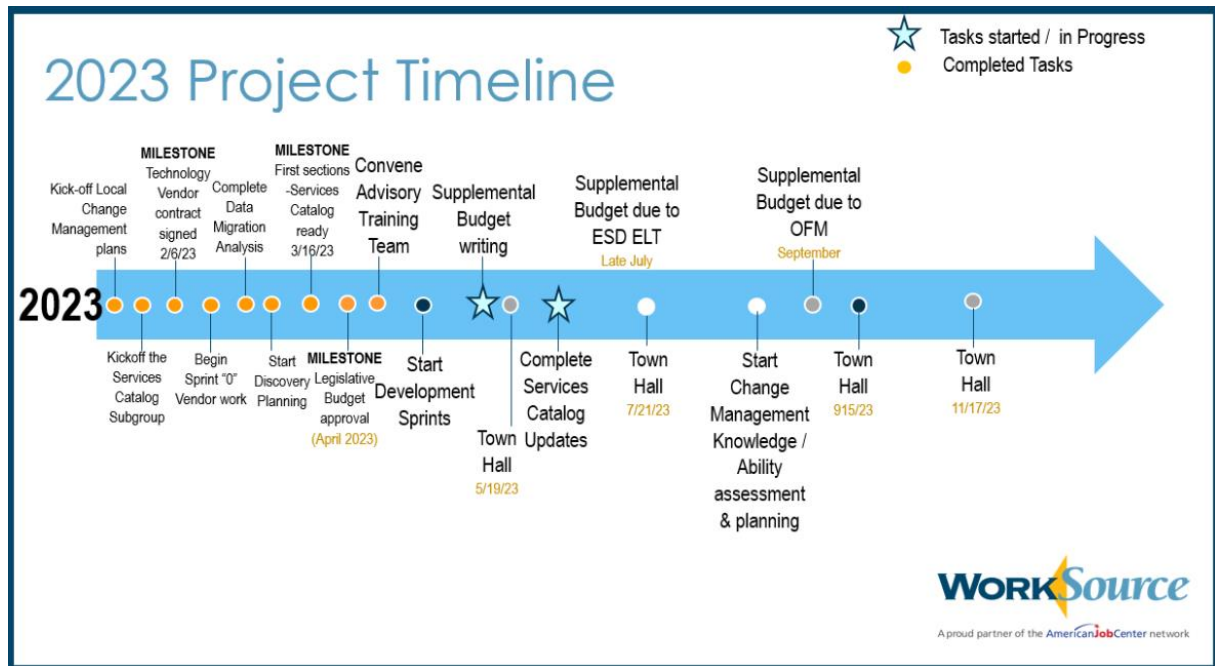 Tasks started / in Progress
Completed Tasks
2023 Project Timeline
Kick-off Local
Change
Management
plans
MILESTONE
Technology
Vendor
contract
signed
2/6/23
Complete
Data
Migration
Analysis
MILESTONE
First sections
-Services
Catalog
ready
3/16/23
Convene
Advisory
Training
Team
Supplemental
Budget
writing
Supplemental
Budget due to
ESD ELT
Late July
Supplemental
Budget due to
OFM
September
2023
Kickoff the
Services
Catalog
Subgroup
Begin
Sprint "0"
Vendor work
Start
Discovery
Planning
MILESTONE
Legislative
Budget
approval
(April 2023)
Start
Development
Sprints
Town
Hall
5/19/23
Complete
Services
Catalog
Updates
Town
Hall
7/21/23
Start
Change
Management
Knowledge /
Ability
assessment
& planning
Town
Hall
915/23
Town
Hall
11/17/23
WORKSource
A proud partner of the AmericanJobCenter network